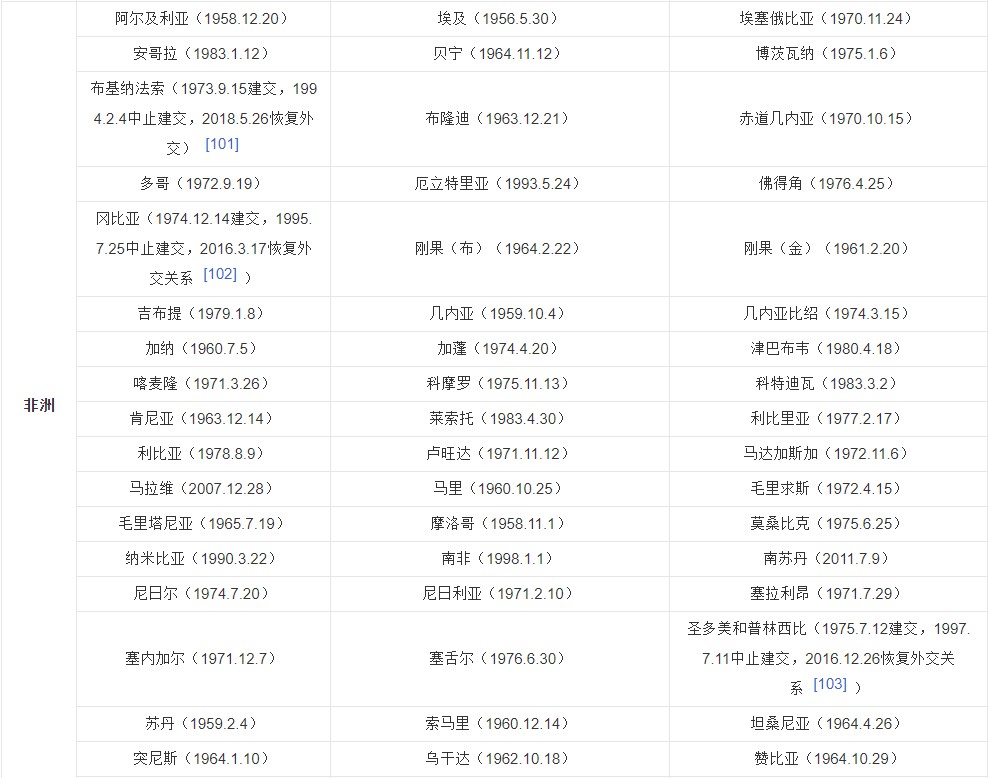 阿尔及利亚（1958.12.20）
埃及（1956.5.30）
埃塞俄比亚（1970.11.24）
安哥拉（1983.1.12）
贝宁（1964.11.12）
博茨瓦纳（1975.1.6）
布基纳法索（1973.9.15建交，199
4.2.4中止建交，2018.5.26恢复外
交） [101]
布隆迪（1963.12.21）
赤道几内亚（1970.10.15）
多哥（1972.9.19）
厄立特里亚（1993.5.24）
佛得角（1976.4.25）
冈比亚（1974.12.14建交，1995.
7.25中止建交，2016.3.17恢复外
交关系 [102] ）
刚果（布）（1964.2.22）
刚果（金）（1961.2.20）
吉布提（1979.1.8）
几内亚（1959.10.4）
几内亚比绍（1974.3.15）
加纳（1960.7.5）
加蓬（1974.4.20）
津巴布韦（1980.4.18）
喀麦隆（1971.3.26）
科摩罗（1975.11.13）
科特迪瓦（1983.3.2）
非洲
肯尼亚（1963.12.14）
莱索托（1983.4.30）
利比里亚（1977.2.17）
利比亚（1978.8.9）
卢旺达（1971.11.12）
马达加斯加（1972.11.6）
马拉维（2007.12.28）
马里（1960.10.25）
毛里求斯（1972.4.15）
毛里塔尼亚（1965.7.19）
摩洛哥（1958.11.1）
莫桑比克（1975.6.25）
纳米比亚（1990.3.22）
南非（1998.1.1）
南苏丹（2011.7.9）
尼日尔（1974.7.20）
尼日利亚（1971.2.10）
塞拉利昂（1971.7.29）
塞内加尔（1971.12.7）
塞舌尔（1976.6.30）
圣多美和普林西比（1975.7.12建交，1997.
7.11中止建交，2016.12.26恢复外交关
系 [103] ）
苏丹（1959.2.4）
索马里（1960.12.14）
坦桑尼亚（1964.4.26）
突尼斯（1964.1.10）
乌干达（1962.10.18）
赞比亚（1964.10.29）